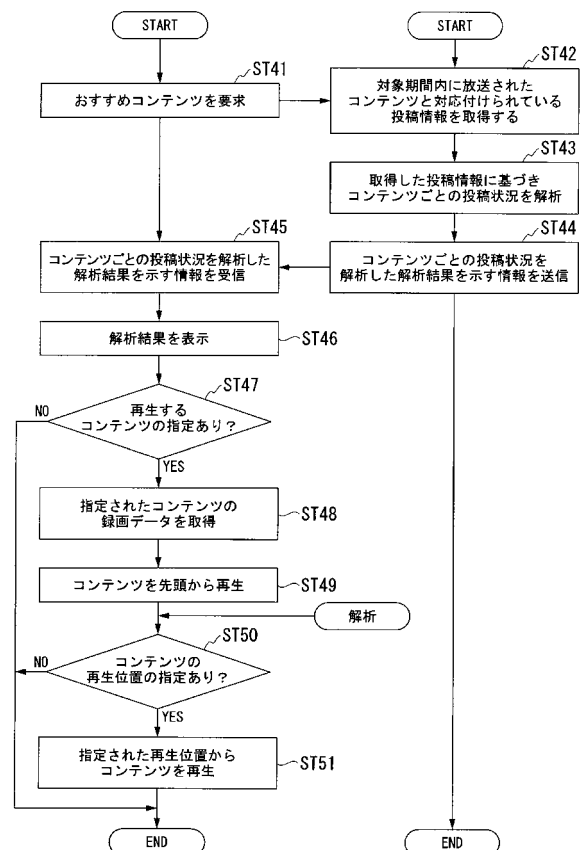 START
START
ST41
おすすめコンテンツを要求
ST42
対象期間内に放送された
コンテンツと対応付けられている
投稿情報を取得する
ST43
取得した投稿情報に基づき
コンテンツごとの投稿状況を解析
ST45
コンテンツごとの投稿状況を解析した
解析結果を示す情報を受信
ST44
コンテンツごとの投稿状況を
解析した解析結果を示す情報を送信
解析結果を表示
ST46
ST47
NO
再生する
コンテンツの指定あり?
YES
指定されたコンテンツの
録画データを取得
ST48
コンテンツを先頭から再生
ST49
解析
ST50
NO
コンテンツの
再生位置の指定あり?
YES
指定された再生位置から
コンテンツを再生
ST51
END
END